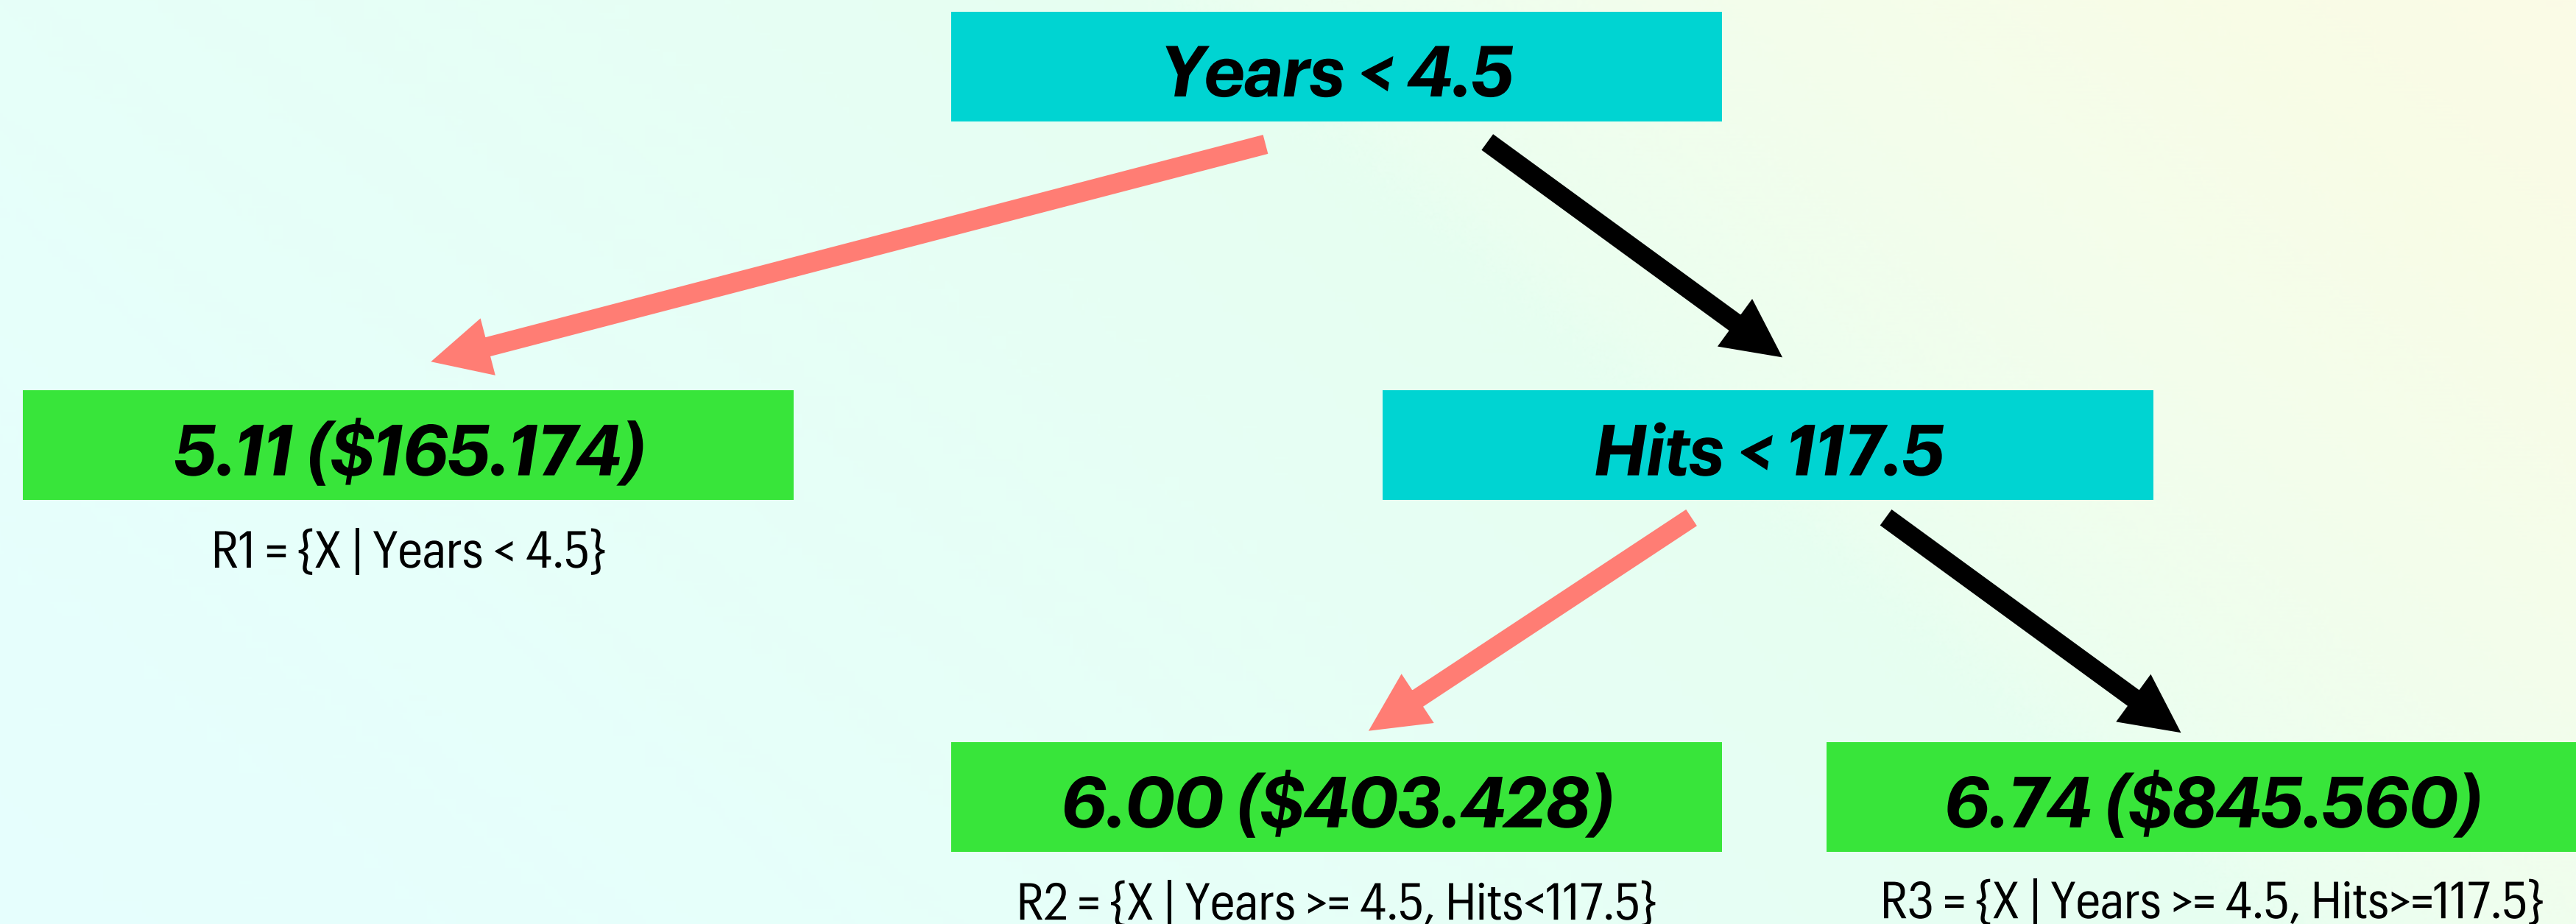 Years < 4.5
5.11 ($165.174)
Hits < 117.5
R1 = {X | Years < 4.5}
6.00 ($403.428)
6.74 ($845.560)
R2 = {X | Years >= 4.5, Hits<117.5}
R3 = {X | Years >= 4.5, Hits>=117.5}